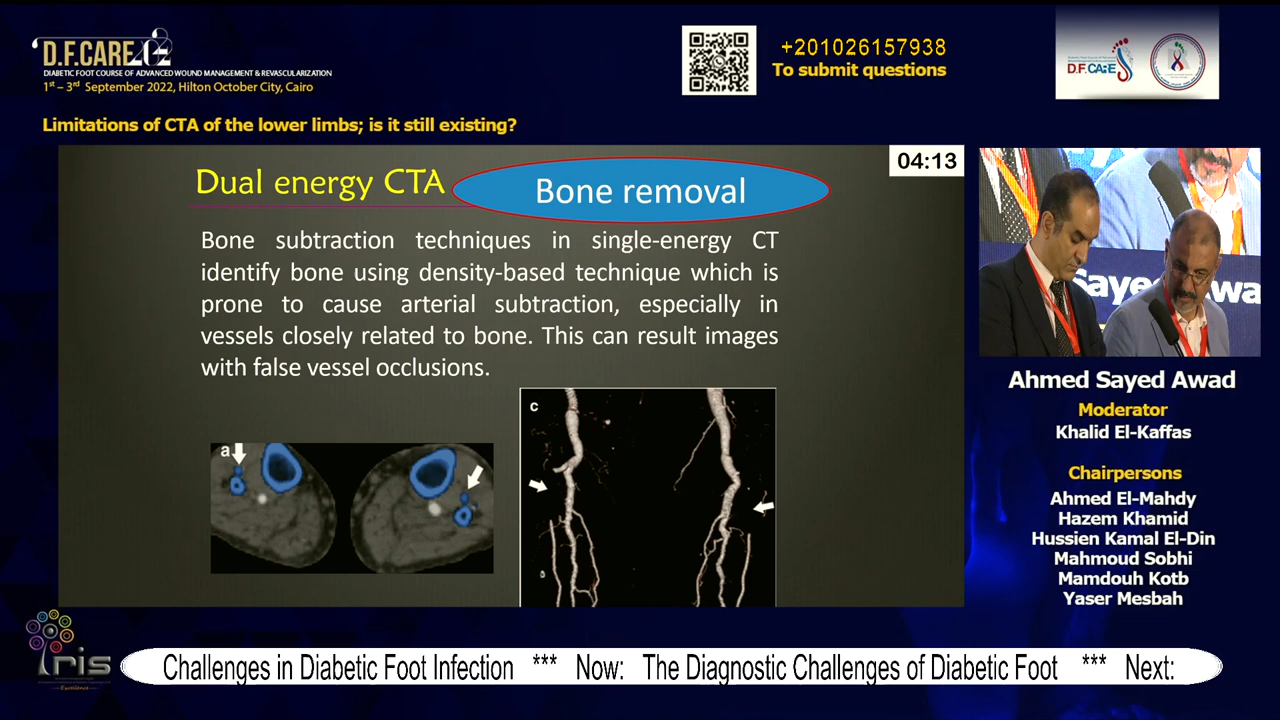 D.F.CARE
DIABETIC FOOT COURSE OF ADVANCED WOUND MANAGEMENT & REVASCULARIZATION
1st – 3rd September 2022, Hilton October City, Cairo
+201026157938
To submit questions
D.F.CARE
Limitations of CTA of the lower limbs; is it still existing?
04:13
Dual energy CTA
Bone removal
Bone subtraction techniques in single-energy CT
identify bone using density-based technique which is
prone to cause arterial subtraction, especially in
vessels closely related to bone. This can result images
with false vessel occlusions.
a
c
Sayed Awa
Ahmed Sayed Awad
Moderator
Khalid El-Kaffas
Chairpersons
Ahmed El-Mahdy
Hazem Khamid
Hussien Kamal El-Din
Mahmoud Sobhi
Mamdouh Kotb
Yaser Mesbah
iris
Excellence
Challenges in Diabetic Foot Infection *** Now: The Diagnostic Challenges of Diabetic Foot *** Next: